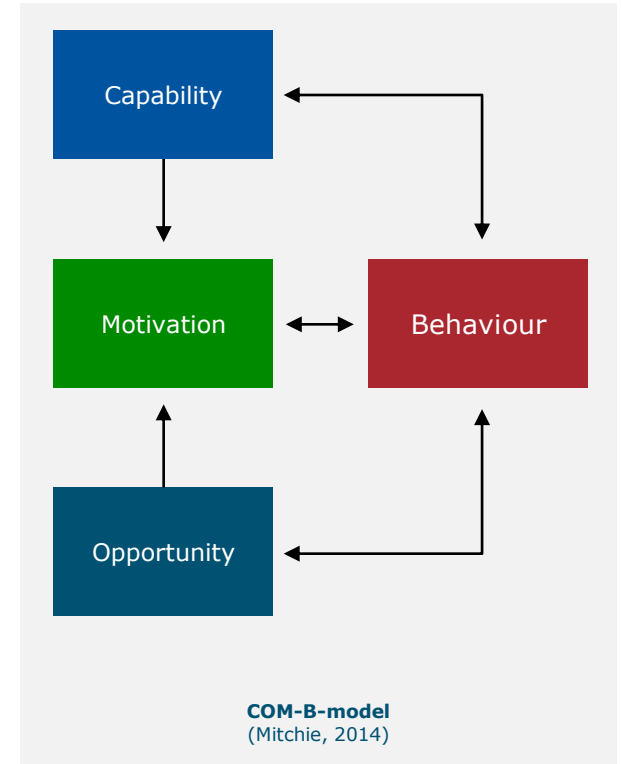 Capability
Motivation
Behaviour
Opportunity
COM-B-model
(Mitchie, 2014)